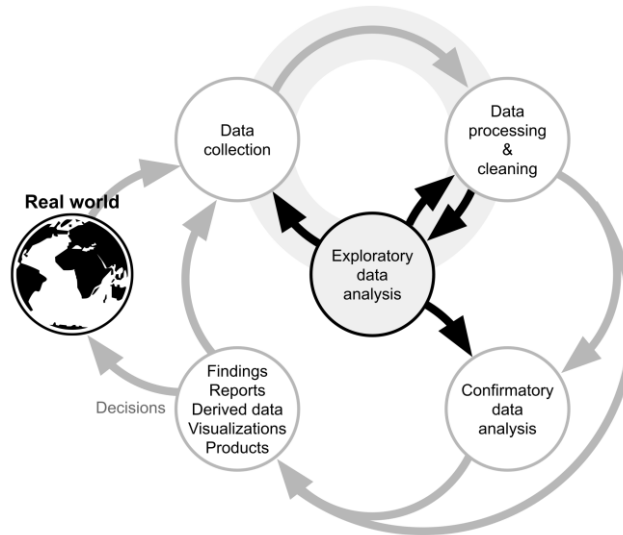 Data
collection
Data
processing
&
cleaning
Real world
Exploratory
data
analysis
Decisions
Findings
Reports
Derived data
Visualizations
Products
Confirmatory
data
analysis